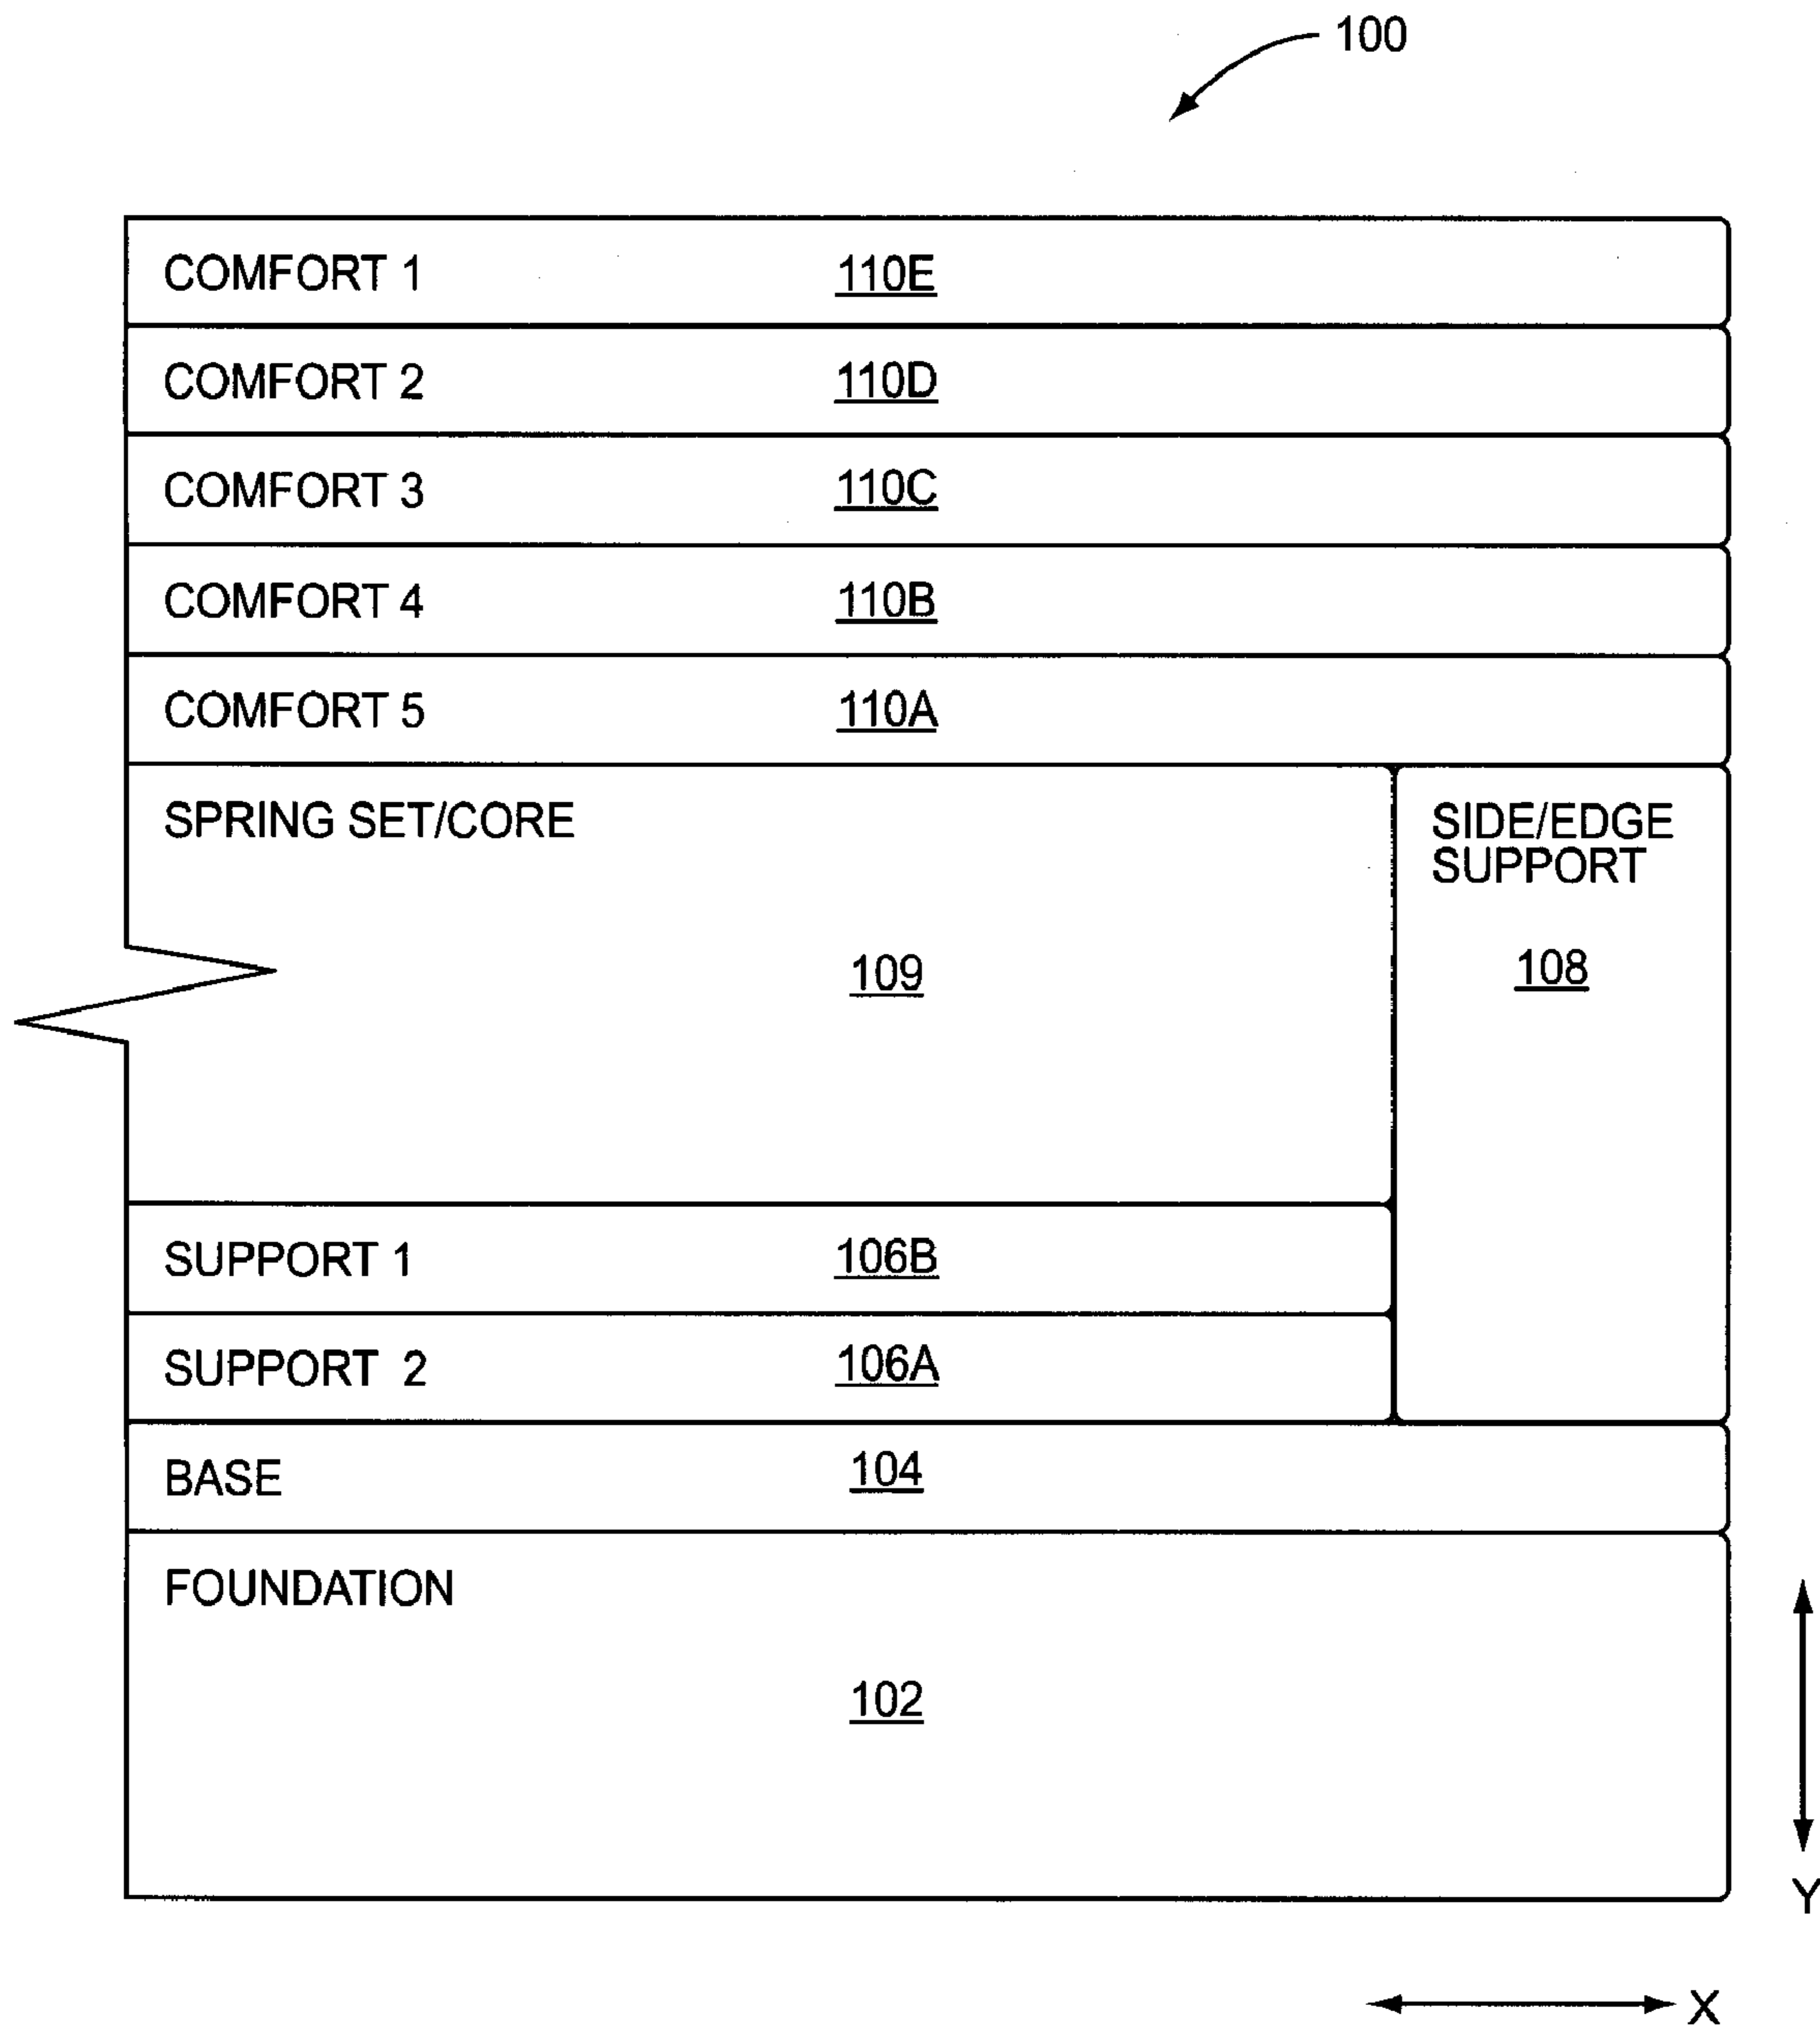 100
COMFORT 1 110E
COMFORT 2 110D
COMFORT 3 110C
COMFORT 4 110B
COMFORT 5 110A
SPRING SET/CORE
109
SIDE/EDGE
SUPPORT
108
SUPPORT 1 106B
SUPPORT 2 106A
BASE 104
FOUNDATION
102
Y
X